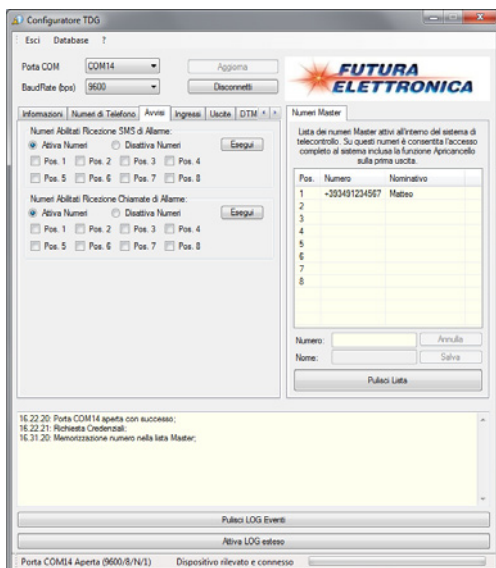 Configuratore TDG
Esci Database ?
Porta COM COM14 Aggiorna
BaudRate (bps) 9600 Disconnetti
FUTURA
ELETTRONICA
Informazioni Numeri di Telefono Avvisi Ingressi Uscite DTM
Numeri Abilitati Ricezione SMS di Allarme:
Attiva Numeri Disattiva Numeri Esegui
Pos. 1 Pos. 2 Pos. 3 Pos. 4
Pos. 5 Pos. 6 Pos. 7 Pos. 8
Numeri Abilitati Ricezione Chiamate di Allarme:
Attiva Numeri Disattiva Numeri Esegui
Pos. 1 Pos. 2 Pos. 3 Pos. 4
Pos. 5 Pos. 6 Pos. 7 Pos. 8
Numeri Master
Lista dei numeri Master attivi all'interno del sistema di
telecontrollo. Su questi numeri è consentita l'accesso
completo al sistema inclusa la funzione Apricancello
sulla prima uscita.
Pos. Numero Nominativo
1 +393491234567 Matteo
2
3
4
5
6
7
8
Numero: Annulla
Nome: Salva
Pulisci Lista
16.22.20: Porta COM14 aperta con successo;
16.22.21: Richiesta Credenziali;
16.31.20: Memorizzazione numero nella lista Master;
Pulisci LOG Eventi
Attiva LOG esteso
Porta COM14 Aperta (9600/8/N/1) Dispositivo rilevato e connesso